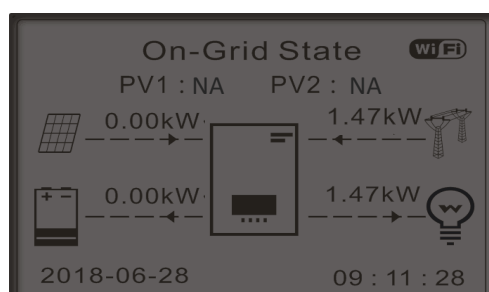 On-Grid State WiFi
PV1 : NA PV2 : NA
0.00kW 1.47kW
0.00kW 1.47kW
2018-06-28 09 : 11 : 28